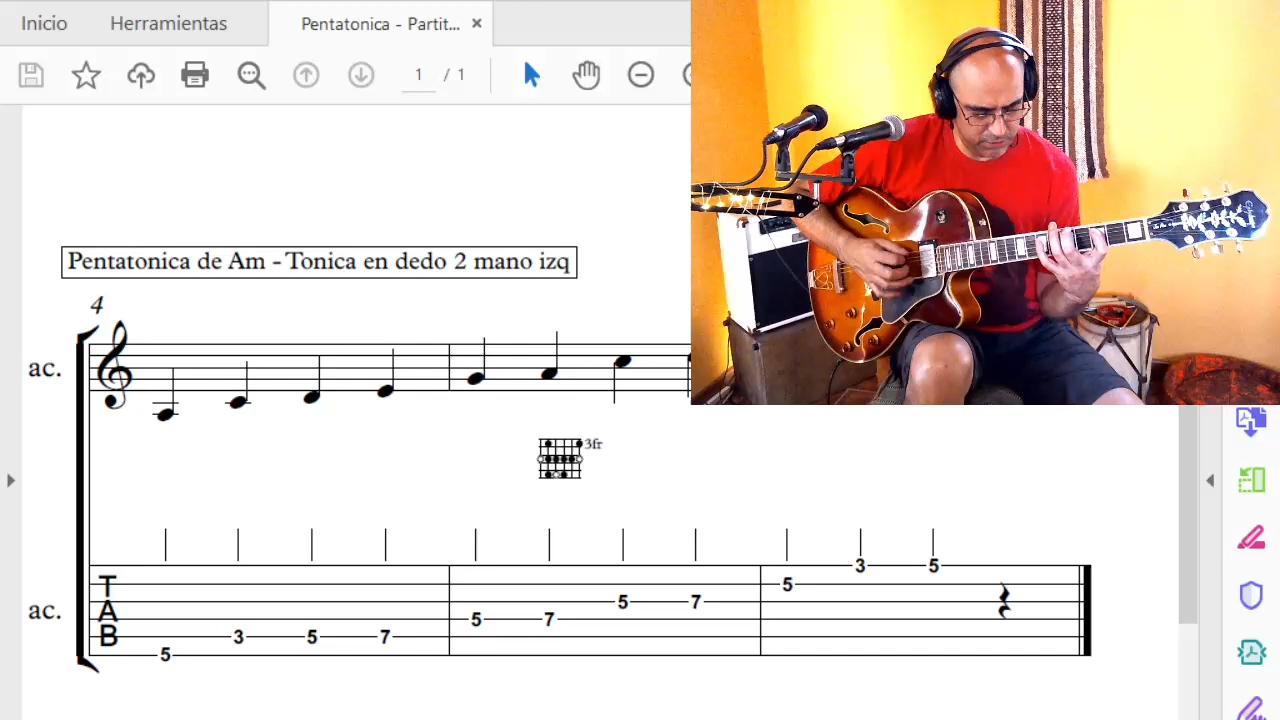 Inicio Herramientas Pentatonica - Partit... ×
1 / 1
Pentatonica de Am - Tonica en dedo 2 mano izq
4
ac.
3fr
ac.
T
A
B
5 3 5 7 5 7 5 7 5 3 5